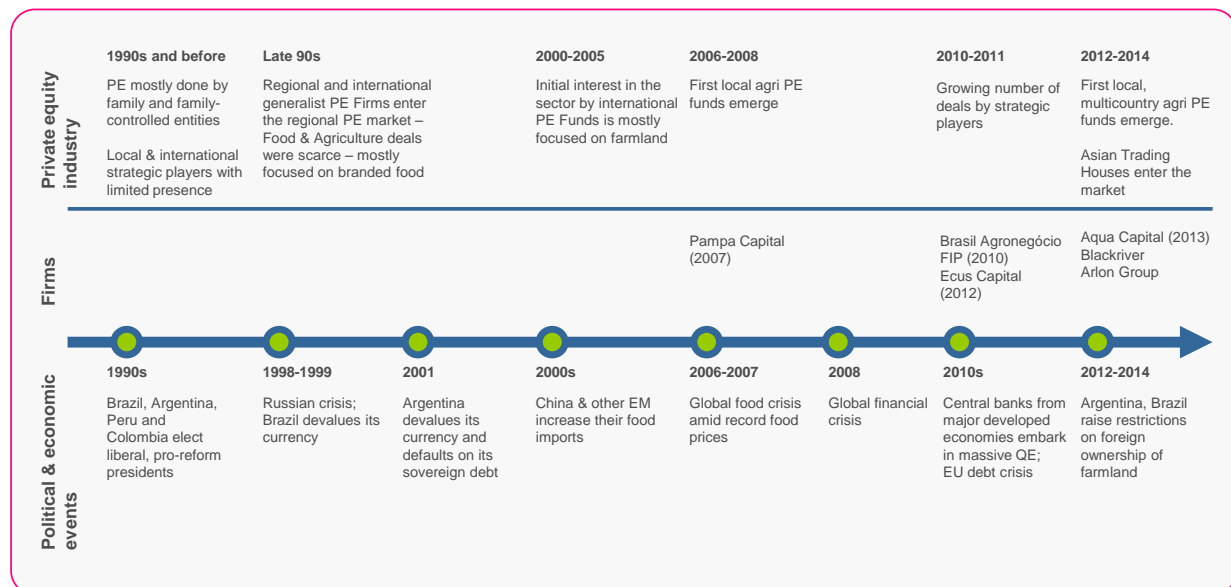 Private equity
industry
1990s and before
PE mostly done by
family and family-
controlled entities
Local & international
strategic players with
limited presence
Late 90s
Regional and international
generalist PE Firms enter
the regional PE market –
Food & Agriculture deals
were scarce – mostly
focused on branded food
2000-2005
Initial interest in the
sector by international
PE Funds is mostly
focused on farmland
2006-2008
First local agri PE
funds emerge
2010-2011
Growing number of
deals by strategic
players
2012-2014
First local,
multicountry agri PE
funds emerge.
Asian Trading
Houses enter the
market
Firms
Pampa Capital
(2007)
Brasil Agronegócio
FIP (2010)
Ecus Capital
(2012)
Aqua Capital (2013)
Blackriver
Arlon Group
Political & economic
events
1990s
Brazil, Argentina,
Peru and
Colombia elect
liberal, pro-reform
presidents
1998-1999
Russian crisis;
Brazil devalues its
currency
2001
Argentina
devalues its
currency and
defaults on its
sovereign debt
2000s
China & other EM
increase their food
imports
2006-2007
Global food crisis
amid record food
prices
2008
Global financial
crisis
2010s
Central banks from
major developed
economies embark
in massive QE;
EU debt crisis
2012-2014
Argentina, Brazil
raise restrictions
on foreign
ownership of
farmland